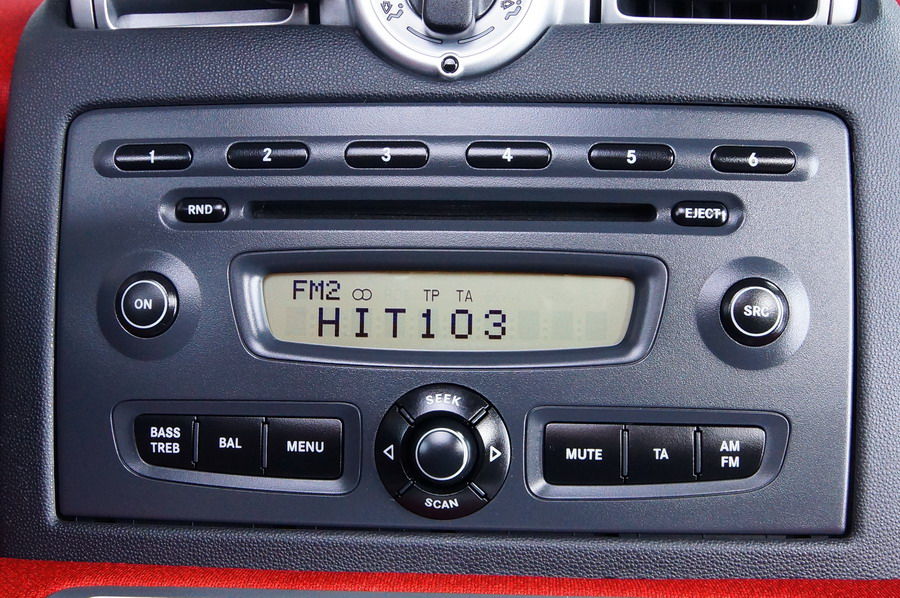 1 2 3 4 5 6
RND EJECT
ON
FM2 TP TA
HIT103
SRC
SEEK
BASS
TREB
BAL
MENU
SCAN
MUTE
TA
AM
FM